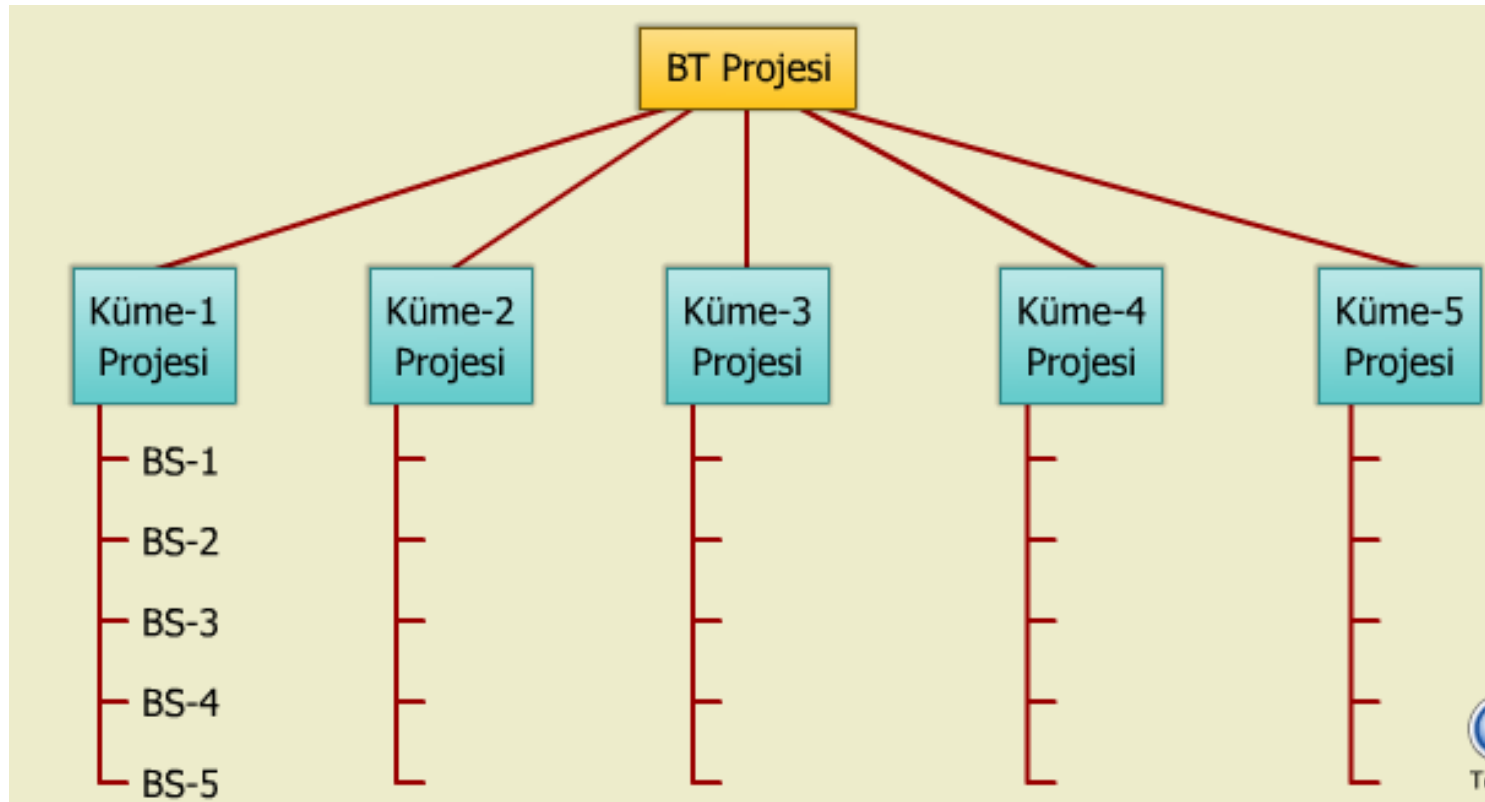 BT Projesi
Küme-1
Projesi
Küme-2
Projesi
Küme-3
Projesi
Küme-4
Projesi
Küme-5
Projesi
BS-1
BS-2
BS-3
BS-4
BS-5